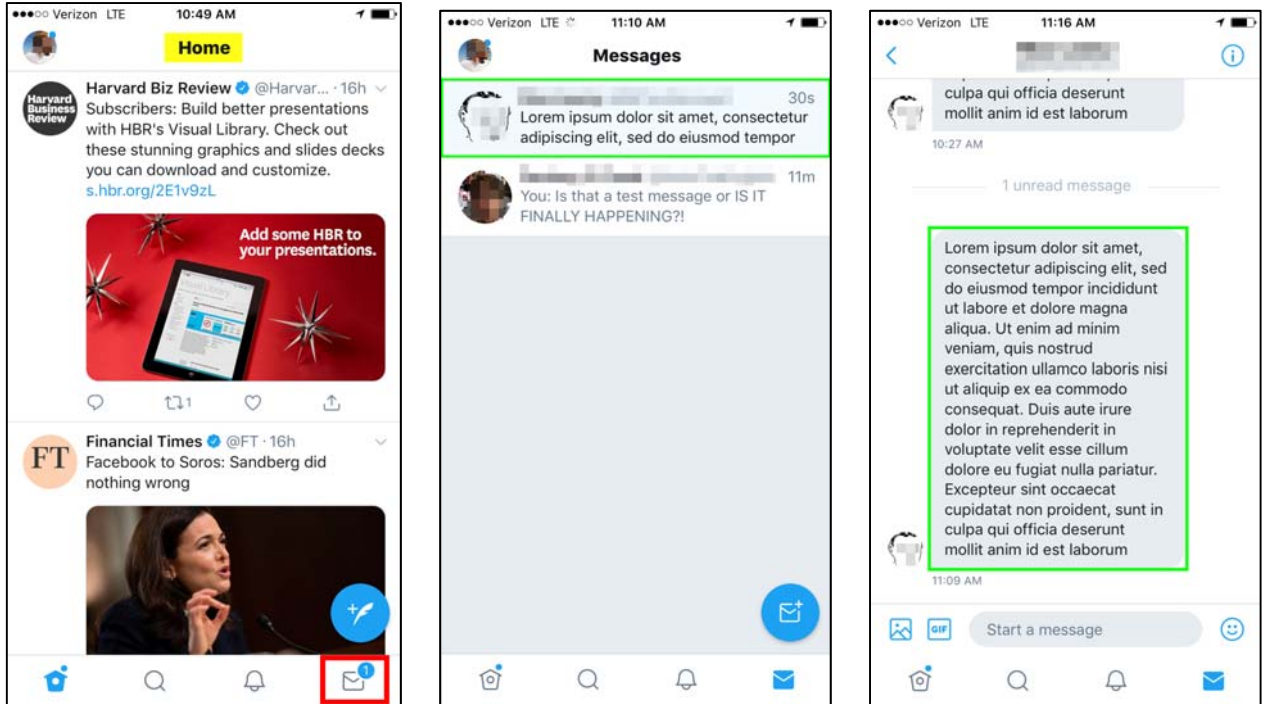 ●●●○○ Verizon LTE 10:49 AM
Home
Harvard Business Review
Harvard Biz Review @Harvar... · 16h
Subscribers: Build better presentations
with HBR's Visual Library. Check out
these stunning graphics and slides decks
you can download and customize.
s.hbr.org/2E1v9zL
Add some HBR to
your presentations.
Visual Library
1
FT
Financial Times @FT · 16h
Facebook to Soros: Sandberg did
nothing wrong
1
●●●○○ Verizon LTE 11:10 AM
Messages
30s
Lorem ipsum dolor sit amet, consectetur
adipiscing elit, sed do eiusmod tempor
11m
You: Is that a test message or IS IT
FINALLY HAPPENING?!
●●●○○ Verizon LTE 11:16 AM
culpa qui officia deserunt
mollit anim id est laborum
10:27 AM
1 unread message
Lorem ipsum dolor sit amet,
consectetur adipiscing elit, sed
do eiusmod tempor incididunt
ut labore et dolore magna
aliqua. Ut enim ad minim
veniam, quis nostrud
exercitation ullamco laboris nisi
ut aliquip ex ea commodo
consequat. Duis aute irure
dolor in reprehenderit in
voluptate velit esse cillum
dolore eu fugiat nulla pariatur.
Excepteur sint occaecat
cupidatat non proident, sunt in
culpa qui officia deserunt
mollit anim id est laborum
11:09 AM
GIF
Start a message